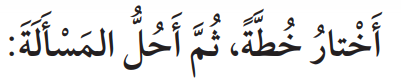 أَخْتارُ خُطَّةً، ثُمَّ أَحُلُّ المَسْأَلَةَ: